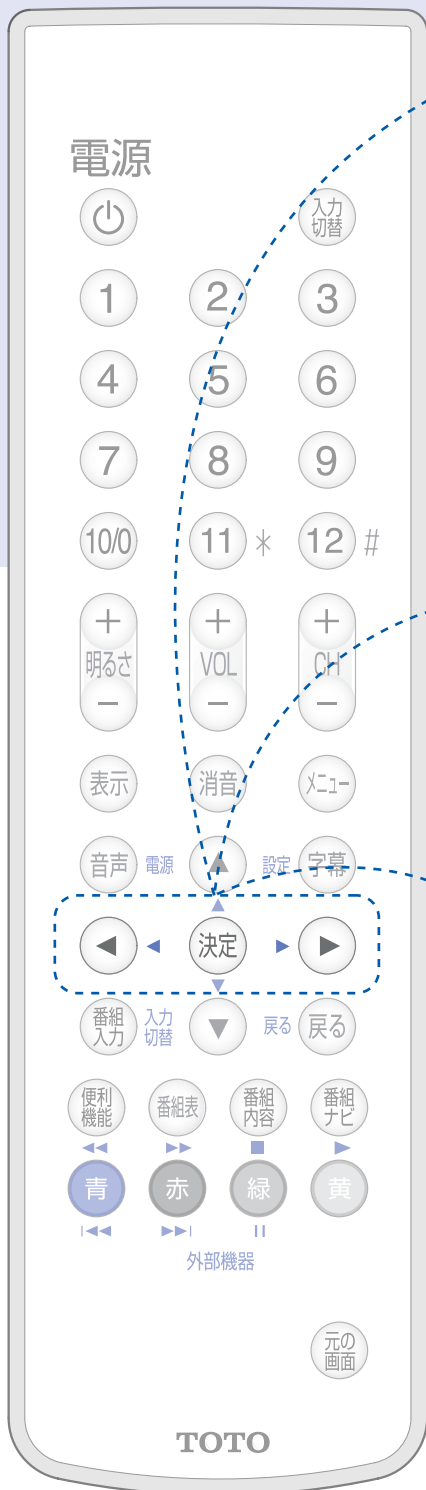 電源
入力
切替
1 2 3
4 5 6
7 8 9
10/0 11 * 12 #
+ + +
明るさ VOL CH
- - -
表示 消音 メニュー
音声 電源 ▲ 設定 字幕
▲
◀ ◀ 決定 ▶ ▶
▼
番組
入力
入力
切替
▼ 戻る 戻る
便利
機能
番組表
番組
内容
番組
ナビ
◀◀ ▶▶ ■ ▶
青 赤 緑 黄
|◀◀ ▶▶| II
外部機器
元の
画面
TOTO